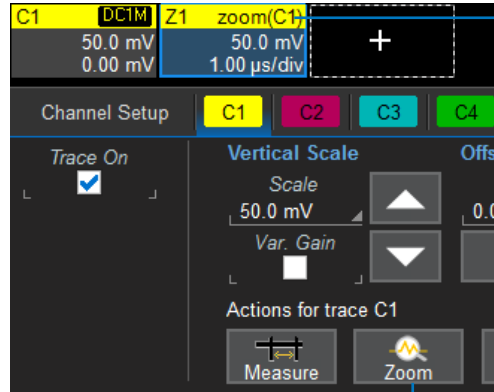 C1 DC1M Z1 zoom(C1)
50.0 mV 50.0 mV
0.00 mV 1.00 µs/div
Channel Setup C1 C2 C3 C4
Trace On Vertical Scale
Scale
50.0 mV
Var. Gain
Actions for trace C1
Measure Zoom